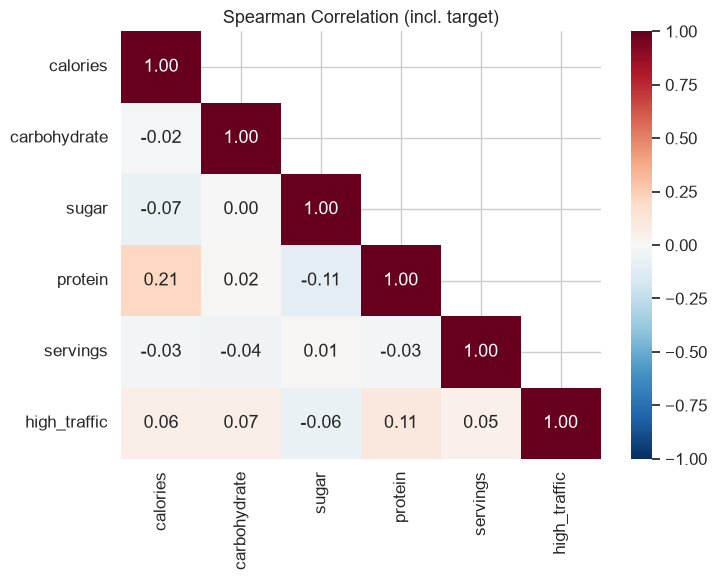 Spearman Correlation (incl. target)
calories 1.00
carbohydrate -0.02 1.00
sugar -0.07 0.00 1.00
protein 0.21 0.02 -0.11 1.00
servings -0.03 -0.04 0.01 -0.03 1.00
high_traffic 0.06 0.07 -0.06 0.11 0.05 1.00
calories carbohydrate sugar protein servings high_traffic
1.00
0.75
0.50
0.25
0.00
−0.25
−0.50
−0.75
−1.00